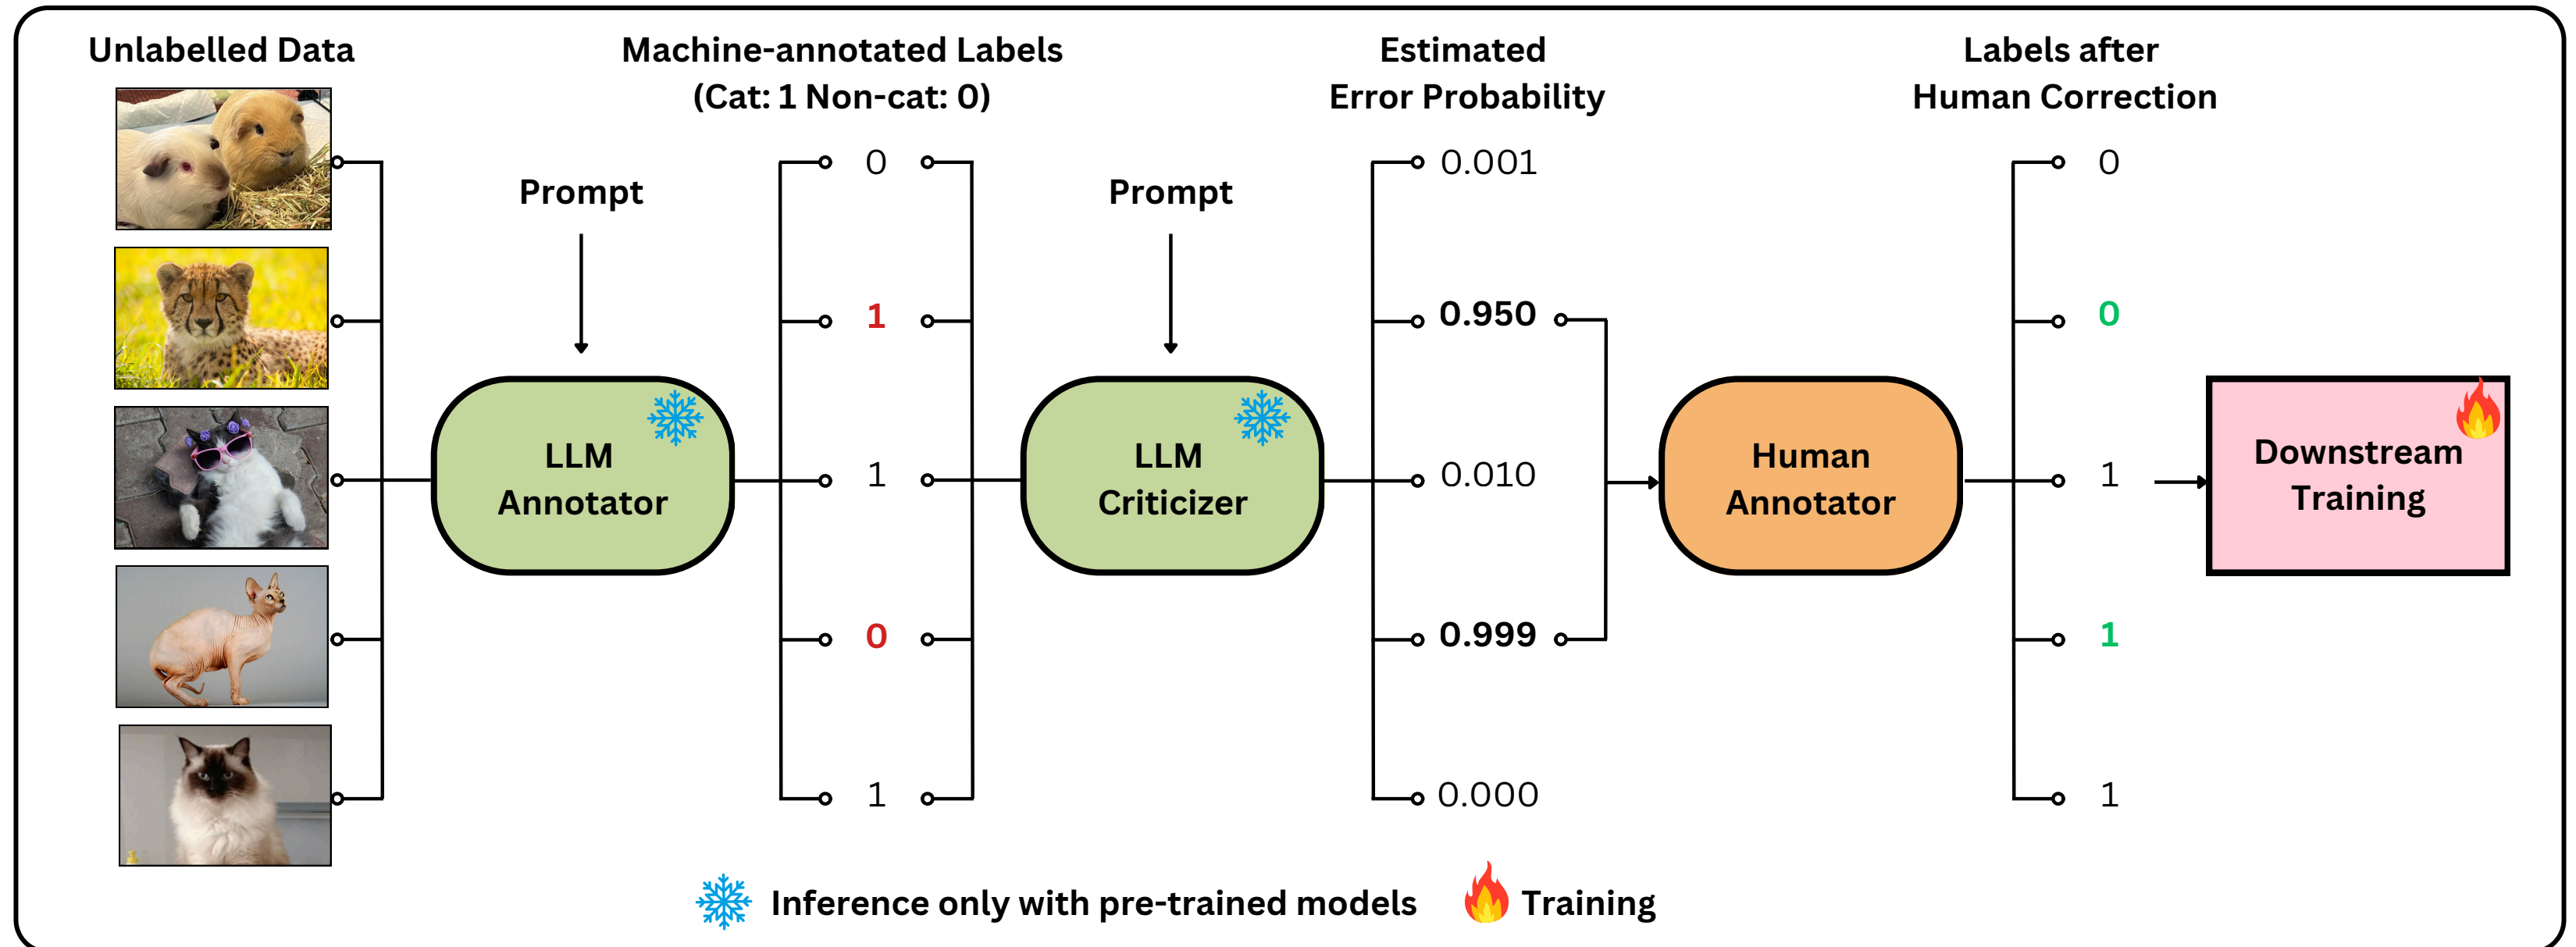 Unlabelled Data
Machine-annotated Labels
(Cat: 1 Non-cat: 0)
Estimated
Error Probability
Labels after
Human Correction
Prompt
Prompt
0
1
1
0
1
0.001
0.950
0.010
0.999
0.000
0
0
1
1
1
LLM
Annotator
LLM
Criticizer
Human
Annotator
Downstream
Training
Inference only with pre-trained models
Training